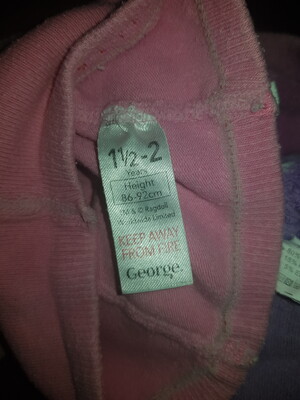 1½-2
Years
Height
86-92cm
TM & © Ragdoll
Worldwide Limited
KEEP AWAY
FROM FIRE
George.